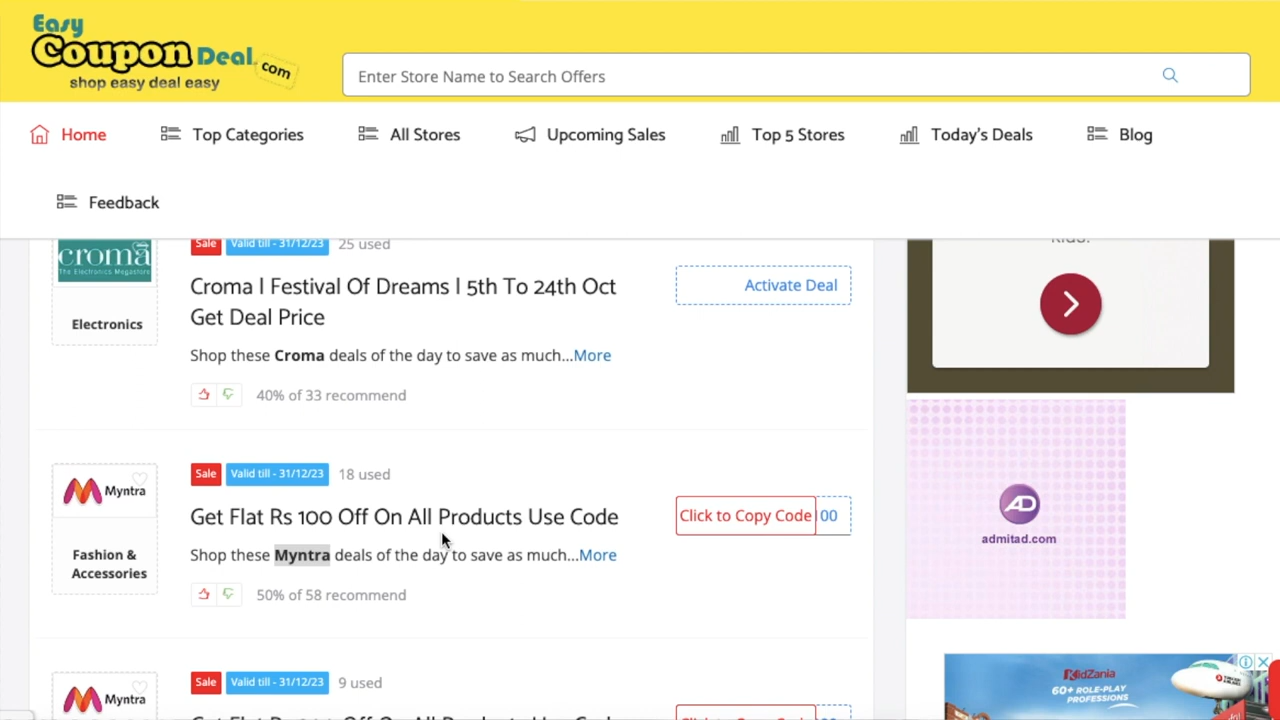 Easy
Coupon Deal.com
shop easy deal easy
Enter Store Name to Search Offers
Home
Top Categories
All Stores
Upcoming Sales
Top 5 Stores
Today's Deals
Blog
Feedback
croma
The Electronics Megastore
Electronics
Sale Valid till - 31/12/23 25 used
Croma | Festival Of Dreams | 5th To 24th Oct
Get Deal Price
Shop these Croma deals of the day to save as much...More
40% of 33 recommend
Activate Deal
Myntra
Fashion &
Accessories
Sale Valid till - 31/12/23 18 used
Get Flat Rs 100 Off On All Products Use Code
Shop these Myntra deals of the day to save as much...More
50% of 58 recommend
Click to Copy Code 00
Myntra
Sale Valid till - 31/12/23 9 used
AD
admitad.com
KidZania
60+ ROLE-PLAY
PROFESSIONS